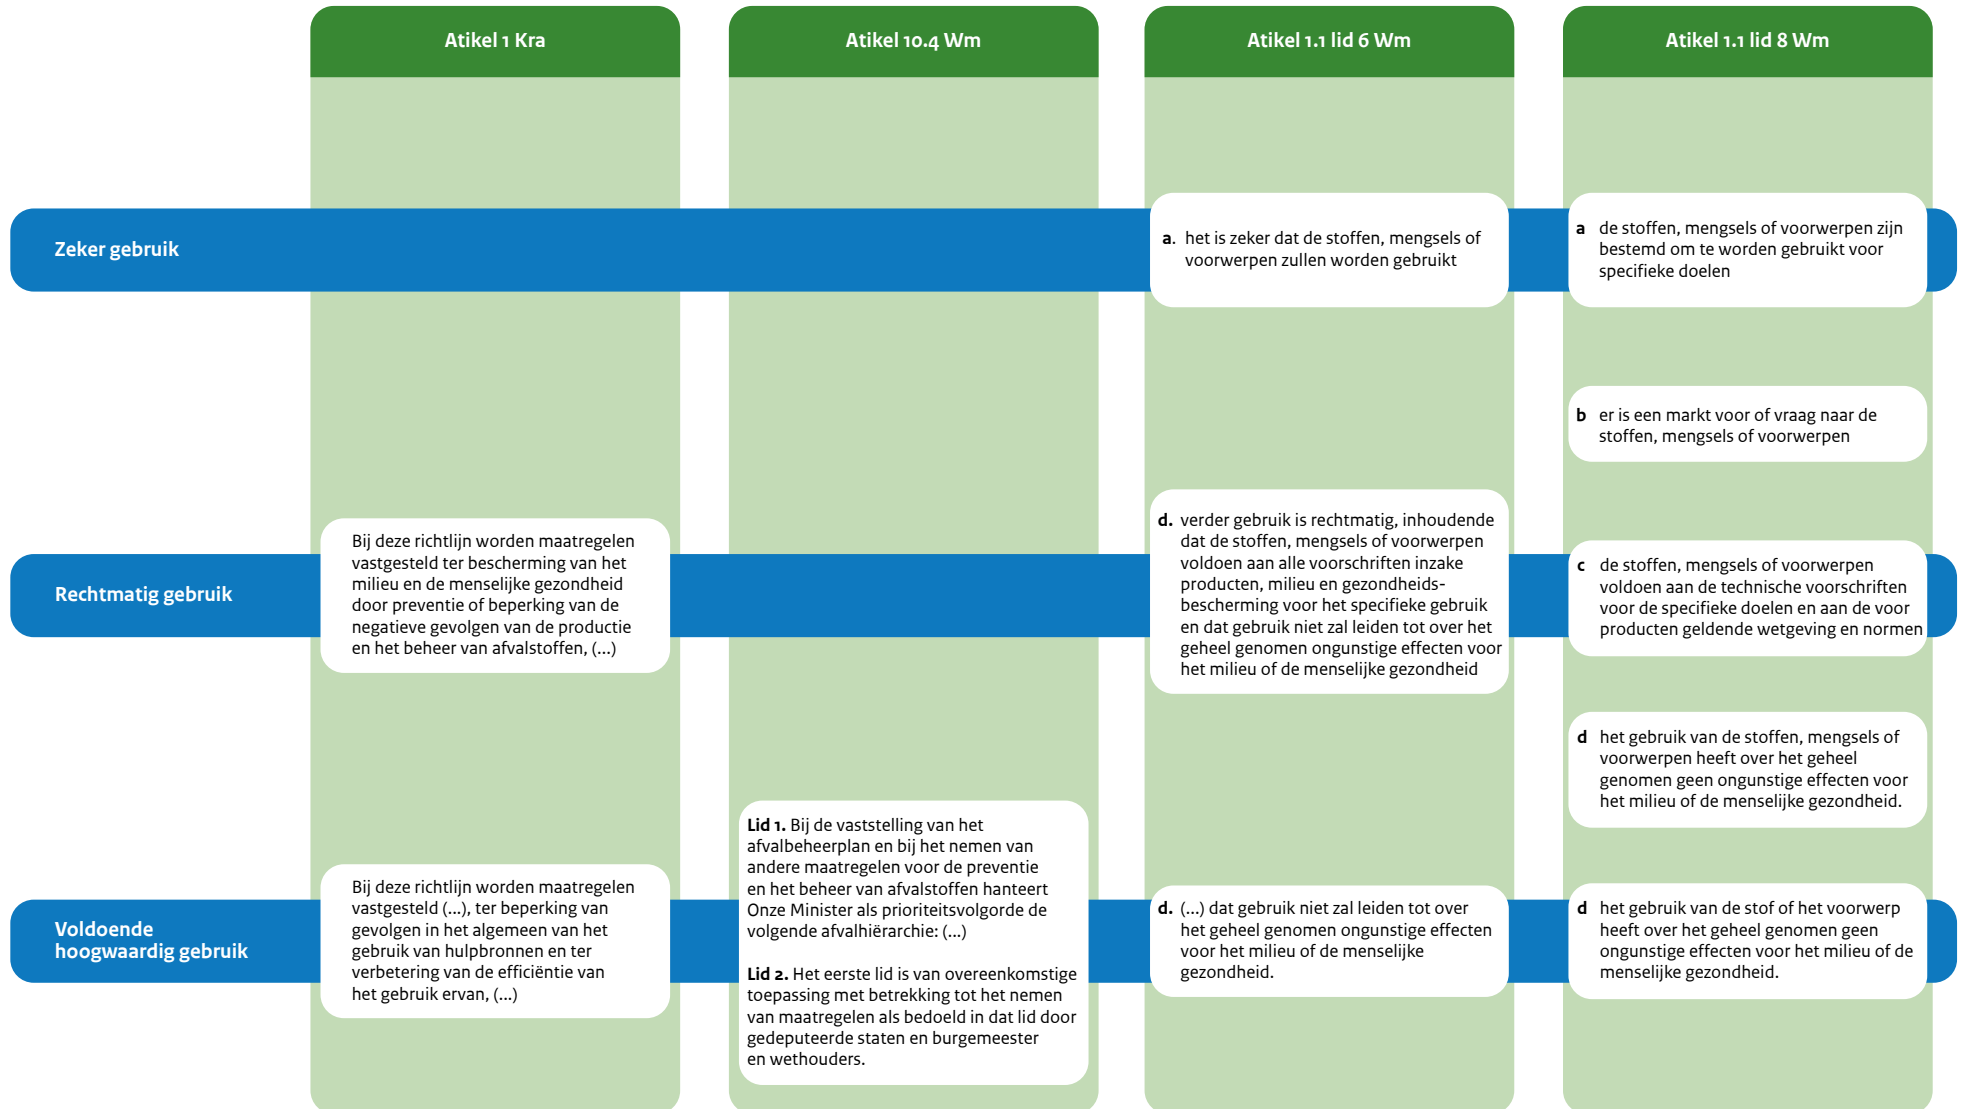 Atikel 1 Kra
Atikel 10.4 Wm
Atikel 1.1 lid 6 Wm
Atikel 1.1 lid 8 Wm
Zeker gebruik
a. het is zeker dat de stoffen, mengsels of
voorwerpen zullen worden gebruikt
a de stoffen, mengsels of voorwerpen zijn
bestemd om te worden gebruikt voor
specifieke doelen
b er is een markt voor of vraag naar de
stoffen, mengsels of voorwerpen
Rechtmatig gebruik
Bij deze richtlijn worden maatregelen
vastgesteld ter bescherming van het
milieu en de menselijke gezondheid
door preventie of beperking van de
negatieve gevolgen van de productie
en het beheer van afvalstoffen, (...)
d. verder gebruik is rechtmatig, inhoudende
dat de stoffen, mengsels of voorwerpen
voldoen aan alle voorschriften inzake
producten, milieu en gezondheids-
bescherming voor het specifieke gebruik
en dat gebruik niet zal leiden tot over het
geheel genomen ongunstige effecten voor
het milieu of de menselijke gezondheid
c de stoffen, mengsels of voorwerpen
voldoen aan de technische voorschriften
voor de specifieke doelen en aan de voor
producten geldende wetgeving en normen
d het gebruik van de stoffen, mengsels of
voorwerpen heeft over het geheel
genomen geen ongunstige effecten voor
het milieu of de menselijke gezondheid.
Voldoende
hoogwaardig gebruik
Bij deze richtlijn worden maatregelen
vastgesteld (...), ter beperking van
gevolgen in het algemeen van het
gebruik van hulpbronnen en ter
verbetering van de efficiëntie van
het gebruik ervan, (...)
Lid 1. Bij de vaststelling van het
afvalbeheerplan en bij het nemen van
andere maatregelen voor de preventie
en het beheer van afvalstoffen hanteert
Onze Minister als prioriteitsvolgorde de
volgende afvalhiërarchie: (...)
Lid 2. Het eerste lid is van overeenkomstige
toepassing met betrekking tot het nemen
van maatregelen als bedoeld in dat lid door
gedeputeerde staten en burgemeester
en wethouders.
d. (...) dat gebruik niet zal leiden tot over
het geheel genomen ongunstige effecten
voor het milieu of de menselijke
gezondheid.
d het gebruik van de stof of het voorwerp
heeft over het geheel genomen geen
ongunstige effecten voor het milieu of de
menselijke gezondheid.